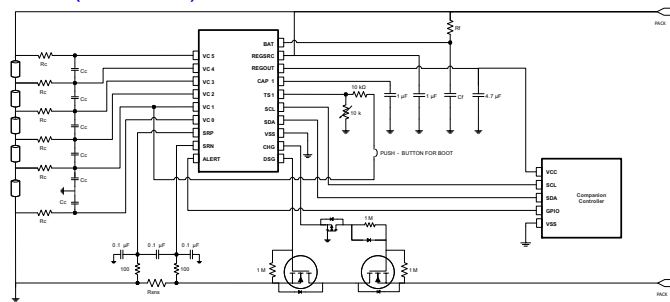 PACK
Rf
BAT
REGSRC
REGOUT
CAP 1
TS1
SCL
SDA
VSS
CHG
DSG
VC 5
VC 4
VC 3
VC 2
VC 1
VC 0
SRP
SRN
ALERT
Rc
Cc
Rc
Cc
Rc
Cc
Rc
Cc
Rc
Cc
Cc
Rc
10 kΩ
10 k
1 µF
1 µF
Cf
4.7 µF
PUSH – BUTTON FOR BOOT
VCC
SCL
SDA
GPIO
VSS
Companion
Controller
0.1 µF
0.1 µF
0.1 µF
100
100
Rsns
1 M
1 M
1 M
PACK